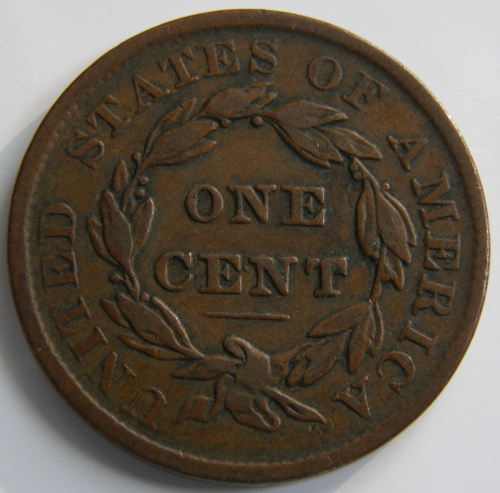 UNITED STATES OF AMERICA
ONE
CENT